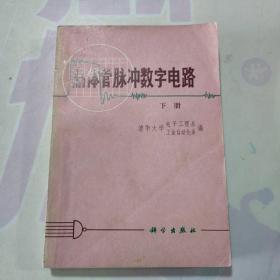 晶体管脉冲数字电路
下册
清华大学 电子工程系
工业自动化系 编
科学出版社